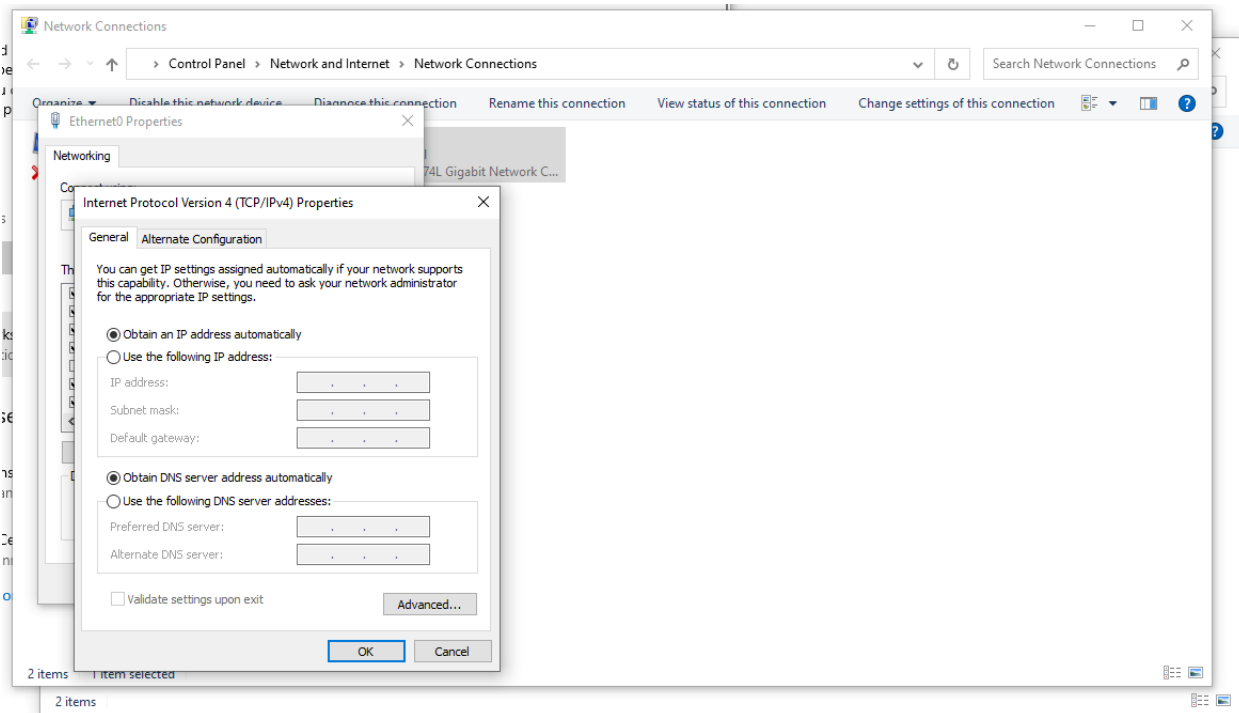 Network Connections
Control Panel > Network and Internet > Network Connections
Search Network Connections
Organize Disable this network device Diagnose this connection Rename this connection View status of this connection Change settings of this connection
Ethernet0 Properties
Networking
74L Gigabit Network C...
Internet Protocol Version 4 (TCP/IPv4) Properties
General Alternate Configuration
You can get IP settings assigned automatically if your network supports
this capability. Otherwise, you need to ask your network administrator
for the appropriate IP settings.
Obtain an IP address automatically
Use the following IP address:
IP address:
. . .
Subnet mask:
. . .
Default gateway:
. . .
Obtain DNS server address automatically
Use the following DNS server addresses:
Preferred DNS server:
. . .
Alternate DNS server:
. . .
Validate settings upon exit
Advanced...
OK Cancel
2 items 1 item selected
2 items